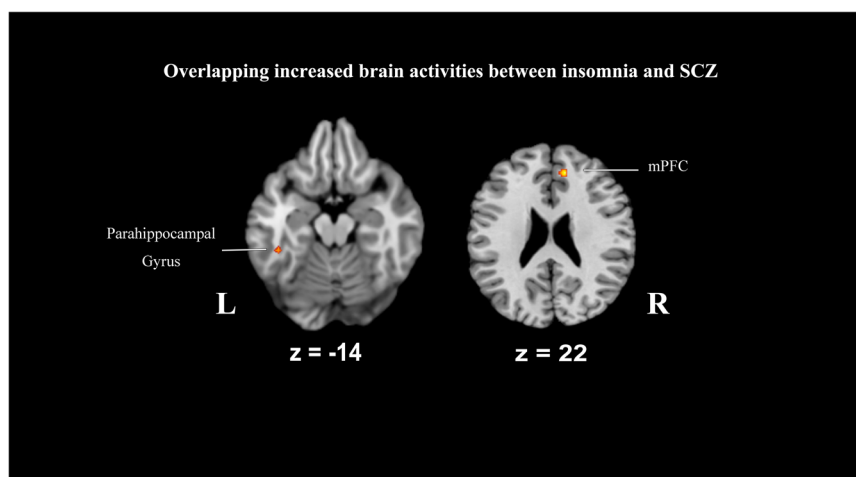 Overlapping increased brain activities between insomnia and SCZ
mPFC
Parahippocampal
Gyrus
L
R
z = -14
z = 22